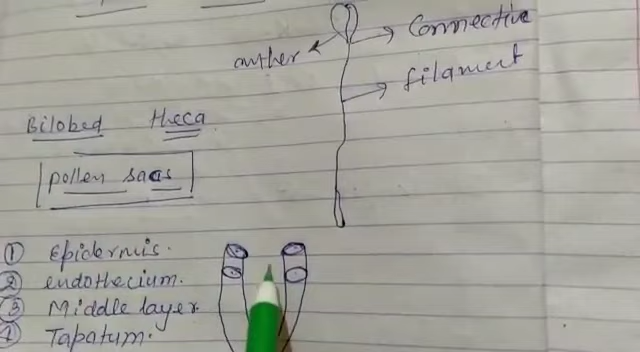 Connective
anther
filament
Bilobed Theca
pollen sacs
① Epidermis.
② endothecium.
③ Middle layer.
④ Tapatum.